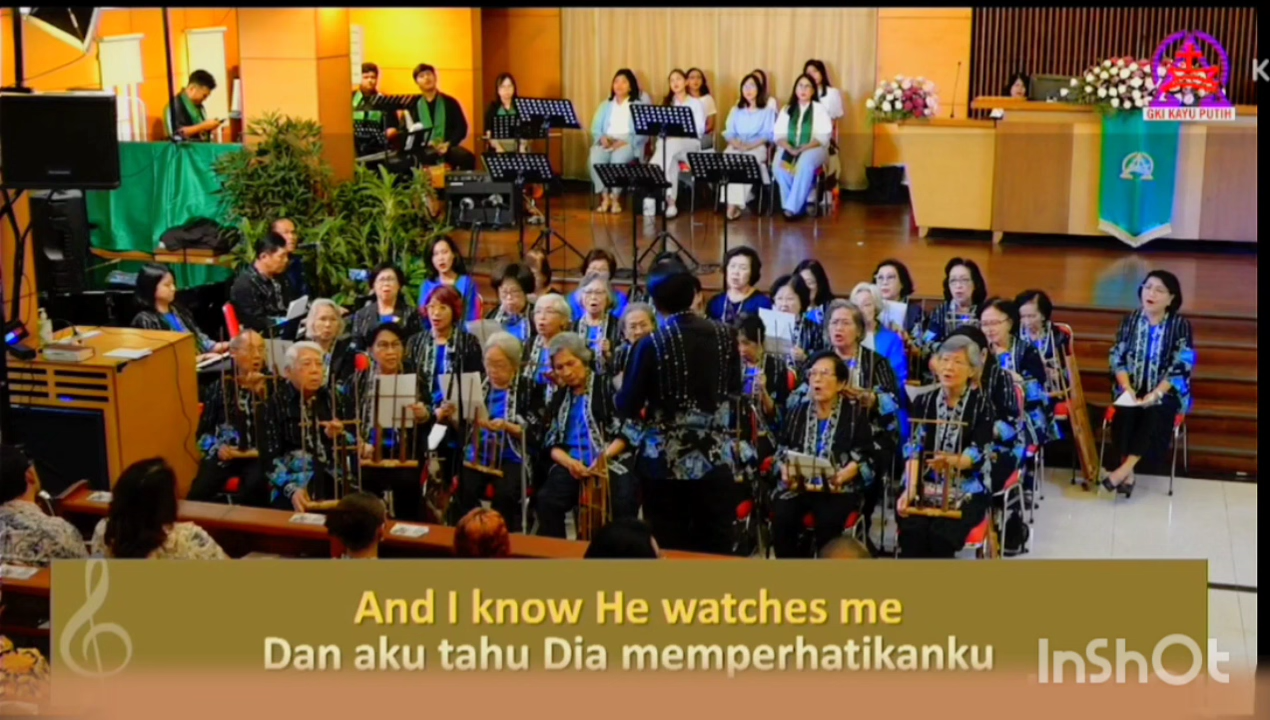 GKI KAYU PUTIH
K
And I know He watches me
Dan aku tahu Dia memperhatikanku
InShOt